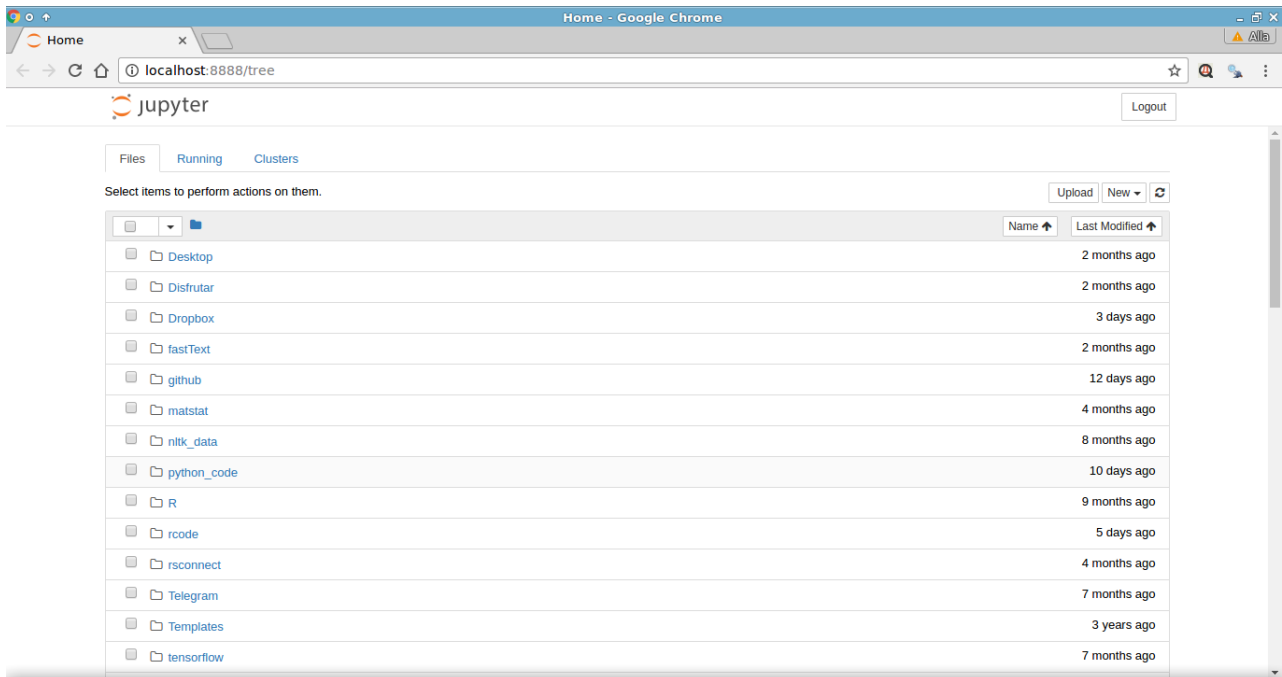 Home - Google Chrome
Home
Alla
localhost:8888/tree
jupyter
Logout
Files Running Clusters
Select items to perform actions on them.
Upload New
Name Last Modified
Desktop 2 months ago
Disfrutar 2 months ago
Dropbox 3 days ago
fastText 2 months ago
github 12 days ago
matstat 4 months ago
nltk_data 8 months ago
python_code 10 days ago
R 9 months ago
rcode 5 days ago
rsconnect 4 months ago
Telegram 7 months ago
Templates 3 years ago
tensorflow 7 months ago